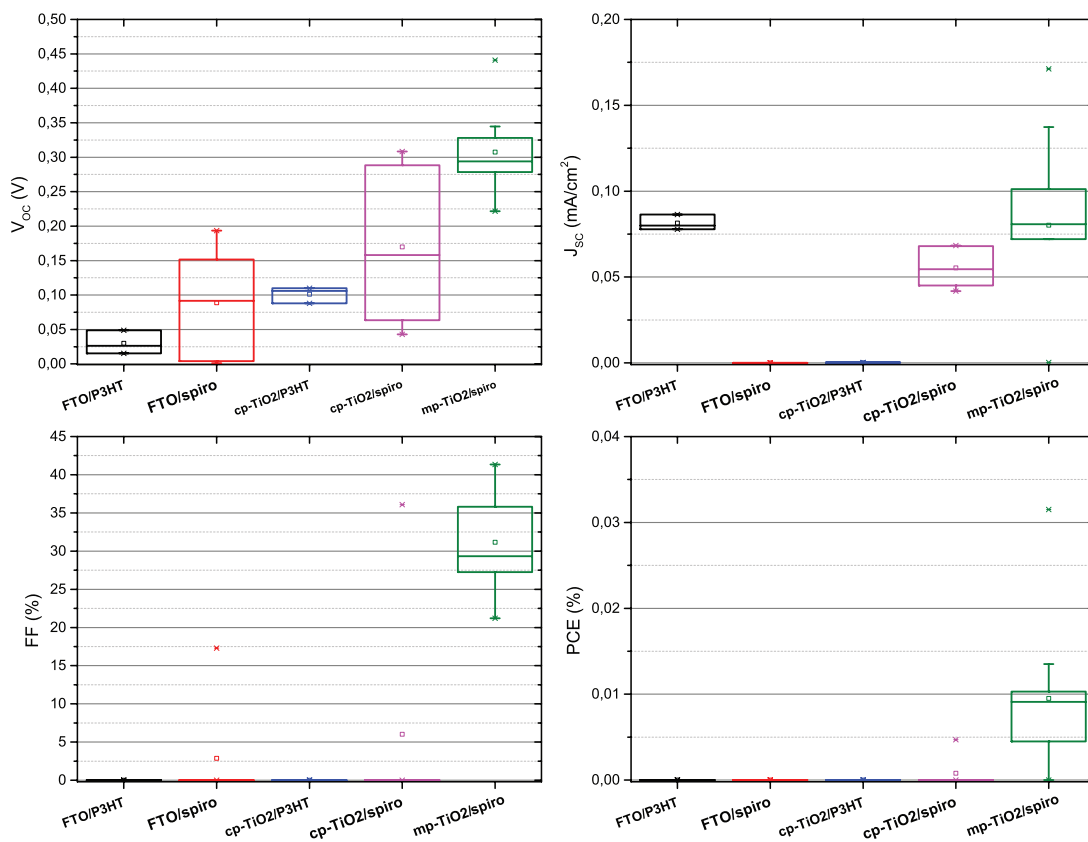 0,50
0,45
0,40
0,35
0,30
0,25
0,20
0,15
0,10
0,05
0,00
V_OC (V)
FTO/P3HT
FTO/spiro
cp-TiO2/P3HT
cp-TiO2/spiro
mp-TiO2/spiro
0,20
0,15
0,10
0,05
0,00
J_SC (mA/cm²)
FTO/P3HT
FTO/spiro
cp-TiO2/P3HT
cp-TiO2/spiro
mp-TiO2/spiro
45
40
35
30
25
20
15
10
5
0
FF (%)
FTO/P3HT
FTO/spiro
cp-TiO2/P3HT
cp-TiO2/spiro
mp-TiO2/spiro
0,04
0,03
0,02
0,01
0,00
PCE (%)
FTO/P3HT
FTO/spiro
cp-TiO2/P3HT
cp-TiO2/spiro
mp-TiO2/spiro